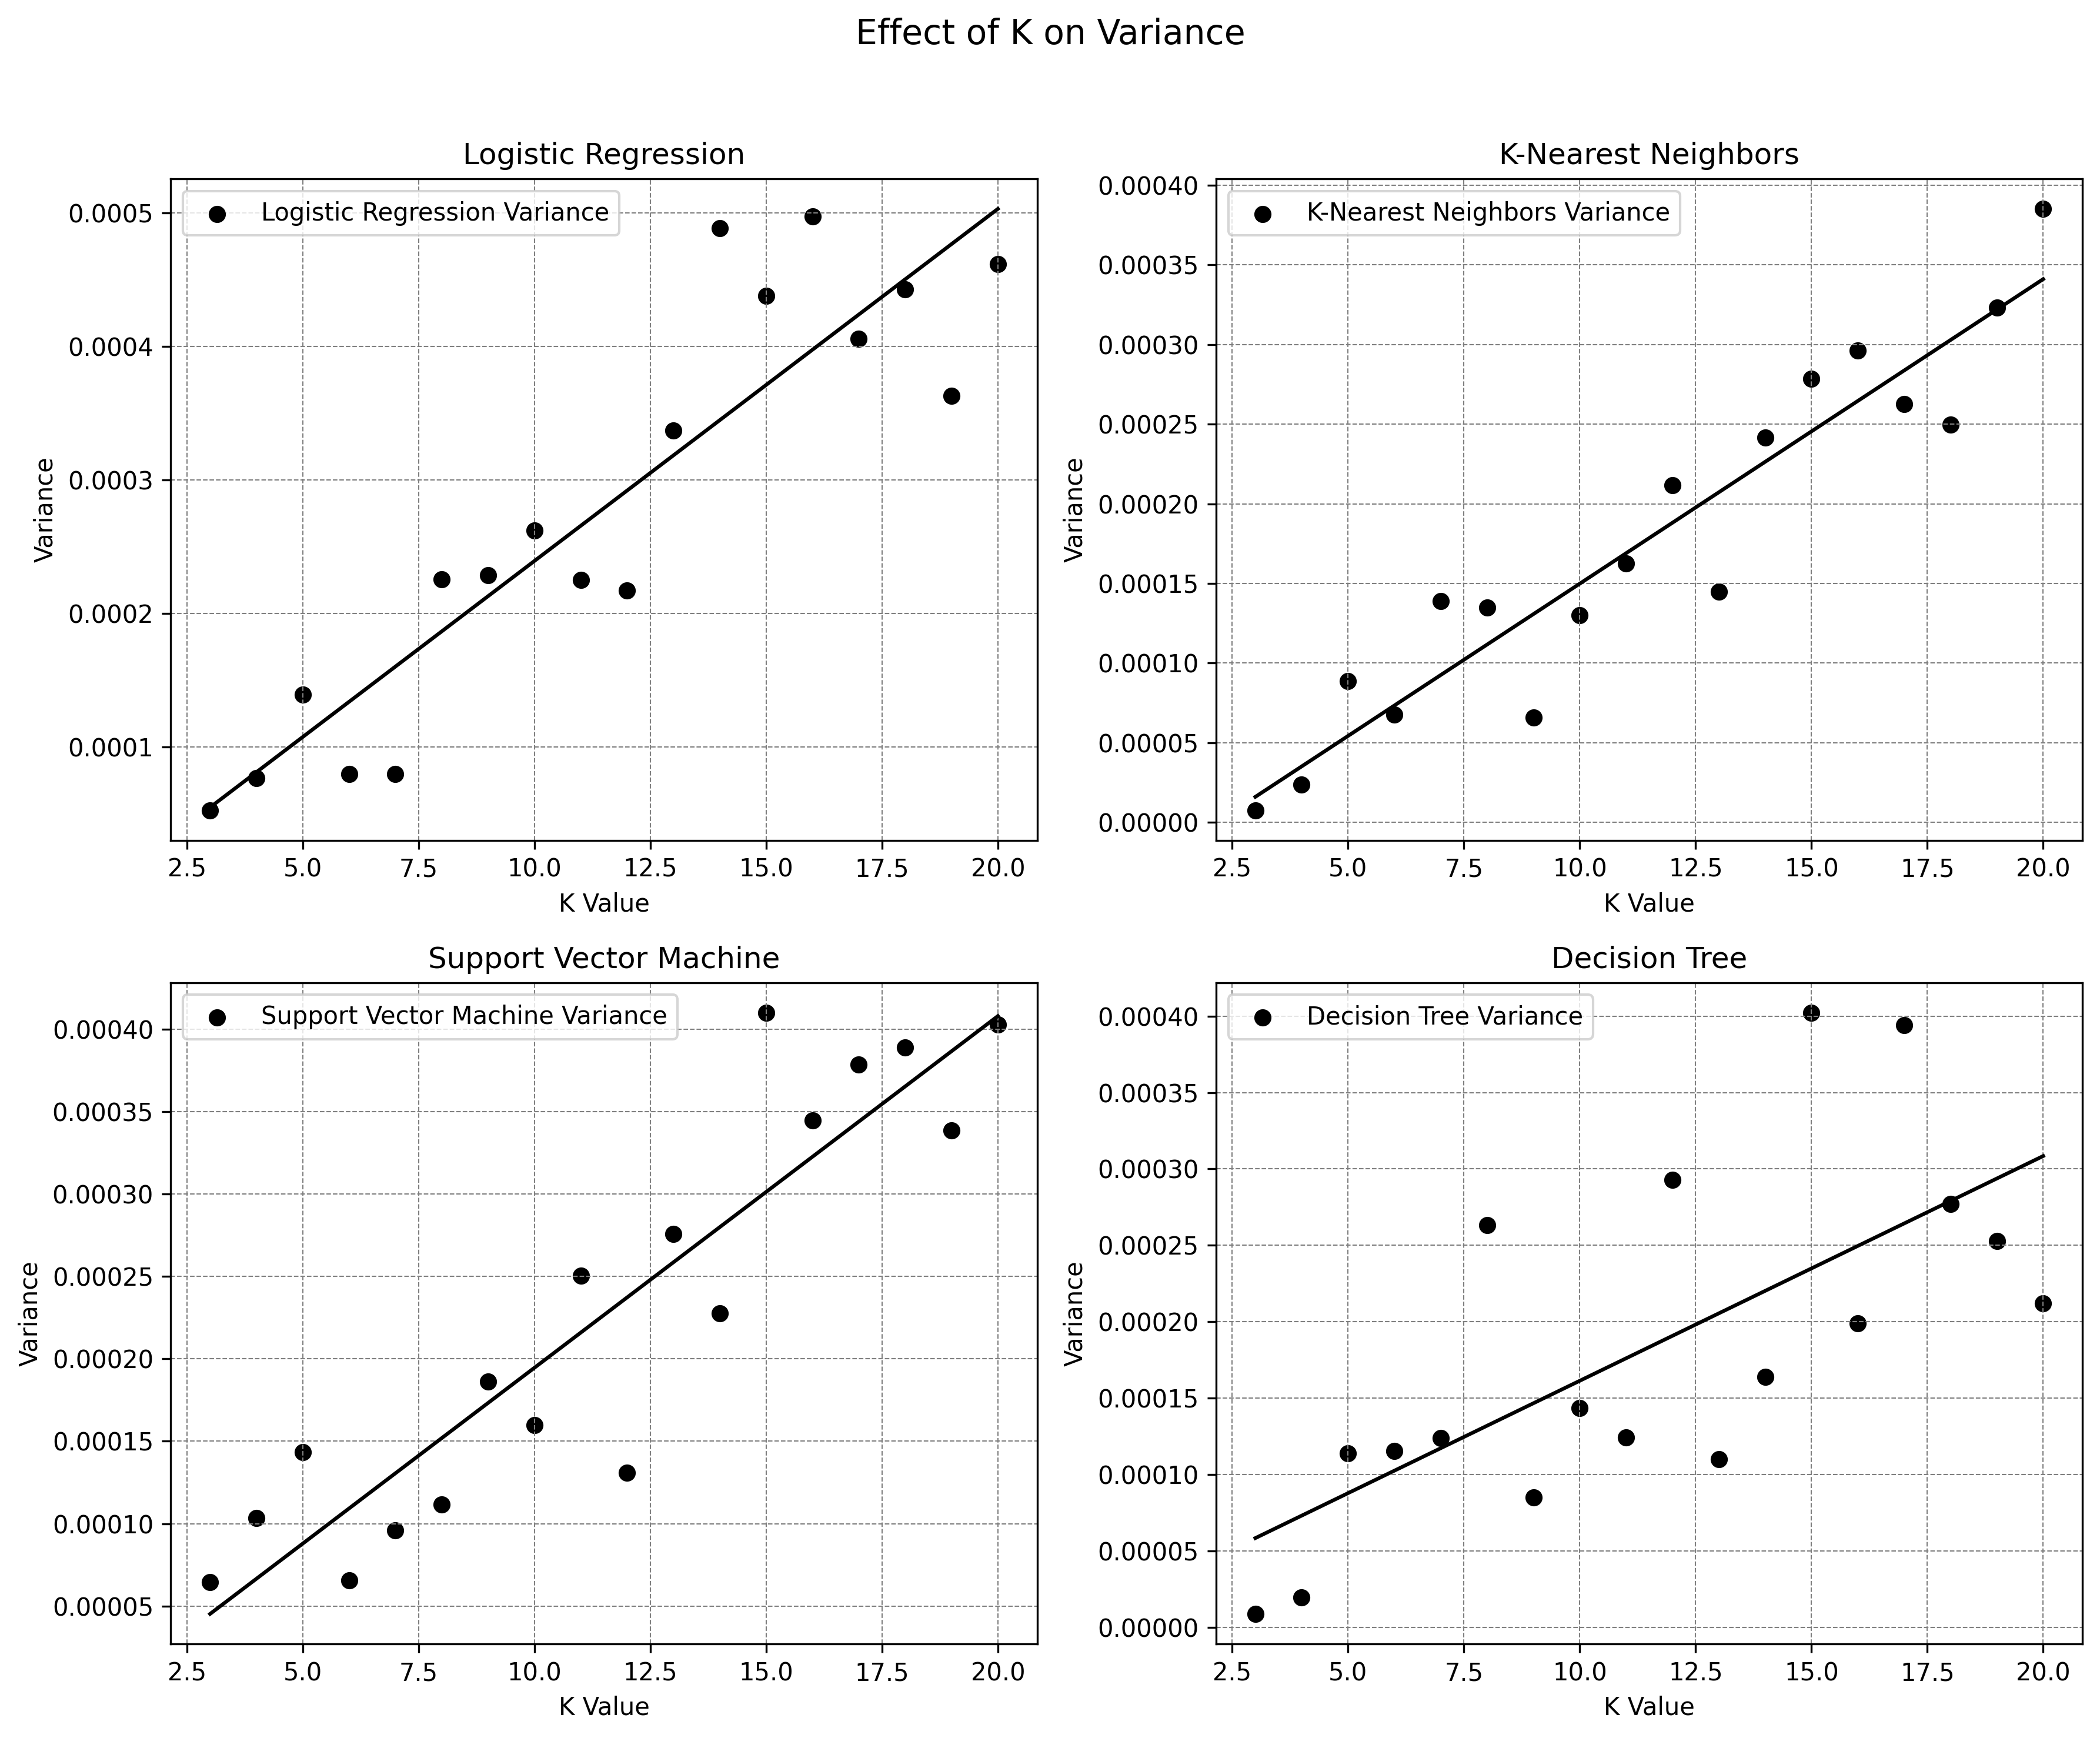 Effect of K on Variance
Logistic Regression
Logistic Regression Variance
0.0005
0.0004
0.0003
0.0002
0.0001
Variance
2.5 5.0 7.5 10.0 12.5 15.0 17.5 20.0
K Value
K-Nearest Neighbors
K-Nearest Neighbors Variance
0.00040
0.00035
0.00030
0.00025
0.00020
0.00015
0.00010
0.00005
0.00000
Variance
2.5 5.0 7.5 10.0 12.5 15.0 17.5 20.0
K Value
Support Vector Machine
Support Vector Machine Variance
0.00040
0.00035
0.00030
0.00025
0.00020
0.00015
0.00010
0.00005
Variance
2.5 5.0 7.5 10.0 12.5 15.0 17.5 20.0
K Value
Decision Tree
Decision Tree Variance
0.00040
0.00035
0.00030
0.00025
0.00020
0.00015
0.00010
0.00005
0.00000
Variance
2.5 5.0 7.5 10.0 12.5 15.0 17.5 20.0
K Value